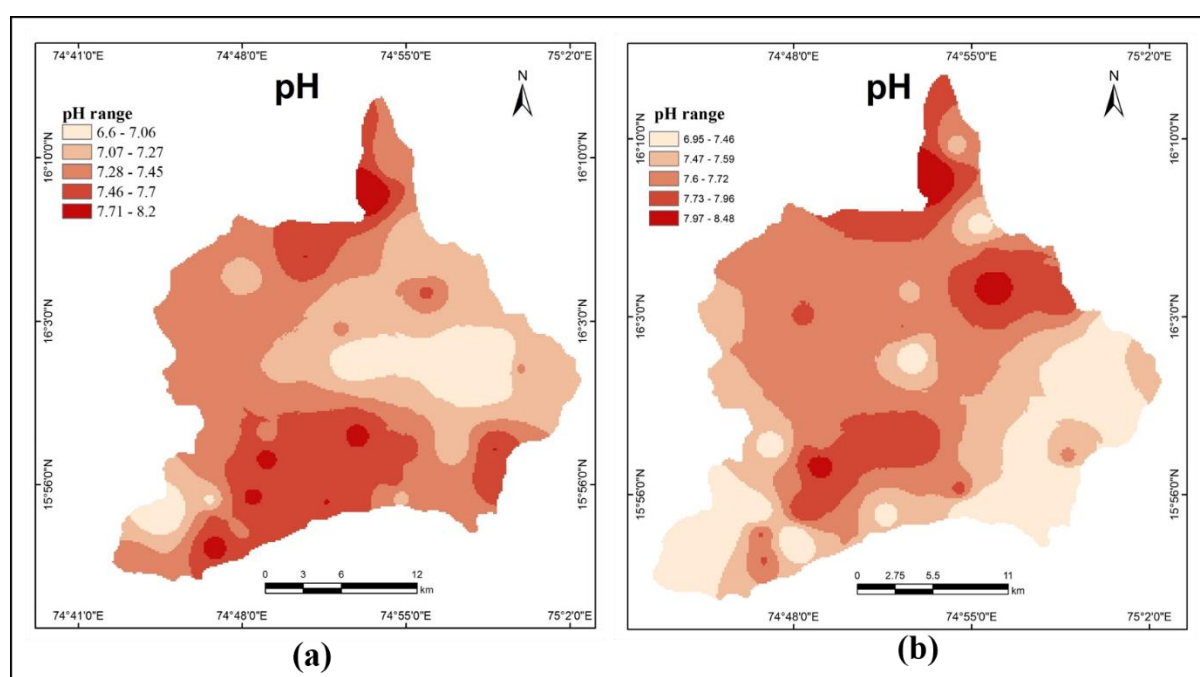 74°41'0"E 74°48'0"E 74°55'0"E 75°2'0"E
pH
N
pH range
6.6 - 7.06
7.07 - 7.27
7.28 - 7.45
7.46 - 7.7
7.71 - 8.2
16°10'0"N
16°3'0"N
15°56'0"N
16°10'0"N
16°3'0"N
15°56'0"N
0 3 6 12
km
74°41'0"E 74°48'0"E 74°55'0"E 75°2'0"E
(a)
74°48'0"E 74°55'0"E 75°2'0"E
pH
N
pH range
6.95 - 7.46
7.47 - 7.59
7.6 - 7.72
7.73 - 7.96
7.97 - 8.48
16°10'0"N
16°3'0"N
15°56'0"N
16°10'0"N
16°3'0"N
15°56'0"N
0 2.75 5.5 11
km
74°48'0"E 74°55'0"E 75°2'0"E
(b)